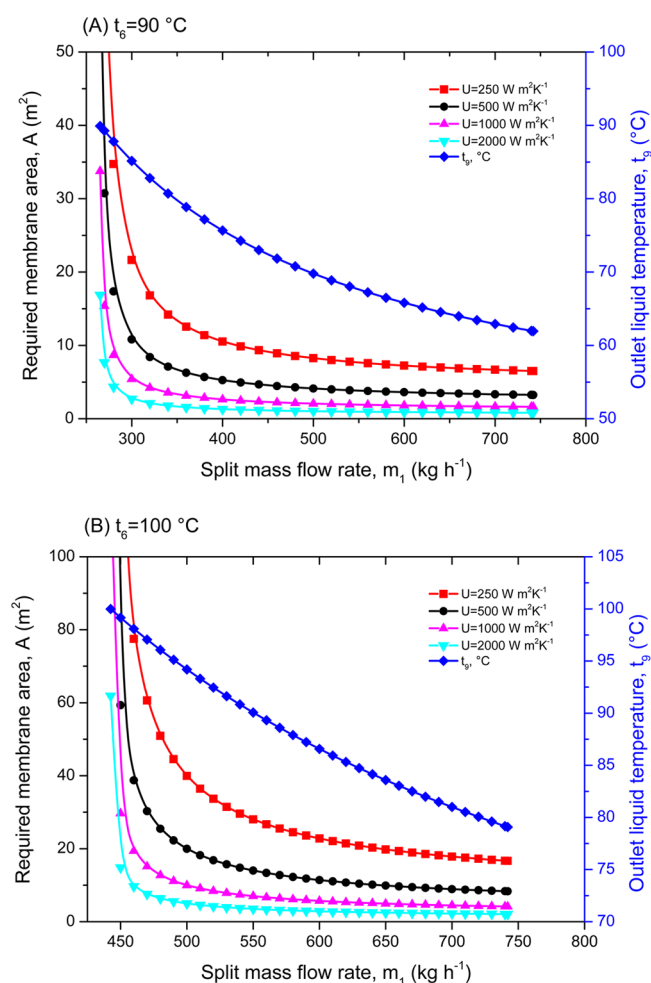 (A) t₆=90 °C
50
40
30
20
10
0
Required membrane area, A (m²)
100
90
80
70
60
50
Outlet liquid temperature, t₉ (°C)
U=250 W m²K⁻¹
U=500 W m²K⁻¹
U=1000 W m²K⁻¹
U=2000 W m²K⁻¹
t₉, °C
300 400 500 600 700 800
Split mass flow rate, m₁ (kg h⁻¹)
(B) t₆=100 °C
100
80
60
40
20
0
Required membrane area, A (m²)
105
100
95
90
85
80
75
70
Outlet liquid temperature, t₉ (°C)
U=250 W m²K⁻¹
U=500 W m²K⁻¹
U=1000 W m²K⁻¹
U=2000 W m²K⁻¹
t₉, °C
450 500 550 600 650 700 750 800
Split mass flow rate, m₁ (kg h⁻¹)